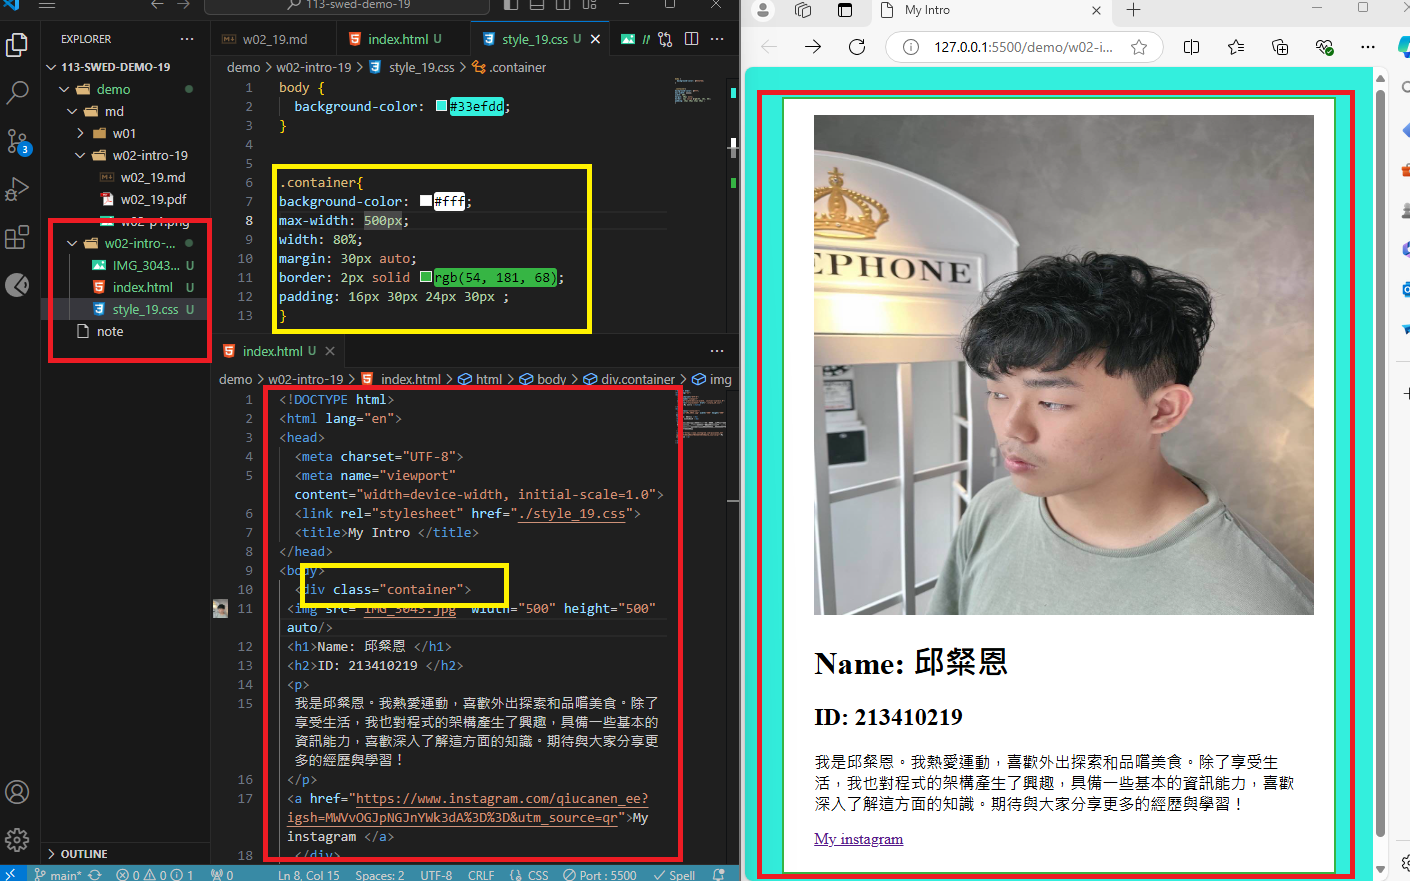 113-swed-demo-19
EXPLORER
113-SWED-DEMO-19
demo
md
w01
w02-intro-19
w02_19.md
w02_19.pdf
w02-p1.png
w02-intro-...
IMG_3043... U
index.html U
style_19.css U
note
OUTLINE
3
w02_19.md
index.html U
style_19.css U
demo > w02-intro-19 > style_19.css > .container
1 body {
2 background-color: #33efdd;
3 }
4
5
6 .container{
7 background-color: #fff;
8 max-width: 500px;
9 width: 80%;
10 margin: 30px auto;
11 border: 2px solid rgb(54, 181, 68);
12 padding: 16px 30px 24px 30px ;
13 }
index.html U
demo > w02-intro-19 > index.html > html > body > div.container > img
1 <!DOCTYPE html>
2 <html lang="en">
3 <head>
4 <meta charset="UTF-8">
5 <meta name="viewport"
content="width=device-width, initial-scale=1.0">
6 <link rel="stylesheet" href="./style_19.css">
7 <title>My Intro </title>
8 </head>
9 <body>
10 <div class="container">
11 <img src="IMG_3043.jpg" width="500" height="500"
auto/>
12 <h1>Name: 邱粲恩 </h1>
13 <h2>ID: 213410219 </h2>
14 <p>
15 我是邱粲恩。我熱愛運動，喜歡外出探索和品嚐美食。除了
享受生活，我也對程式的架構產生了興趣，具備一些基本的
資訊能力，喜歡深入了解這方面的知識。期待與大家分享更
多的經歷與學習！
16 </p>
17 <a href="https://www.instagram.com/qiucanen_ee?
igsh=MWVvOGJpNGJnYWk3dA%3D%3D&utm_source=qr">My
instagram </a>
18 </div>
main* 0 0 1 0 Ln 8, Col 15 Spaces: 2 UTF-8 CRLF {} CSS Port : 5500 Spell
My Intro
127.0.0.1:5500/demo/w02-i...
EPHONE
Name: 邱粲恩
ID: 213410219
我是邱粲恩。我熱愛運動，喜歡外出探索和品嚐美食。除了享受生
活，我也對程式的架構產生了興趣，具備一些基本的資訊能力，喜歡
深入了解這方面的知識。期待與大家分享更多的經歷與學習！
My instagram